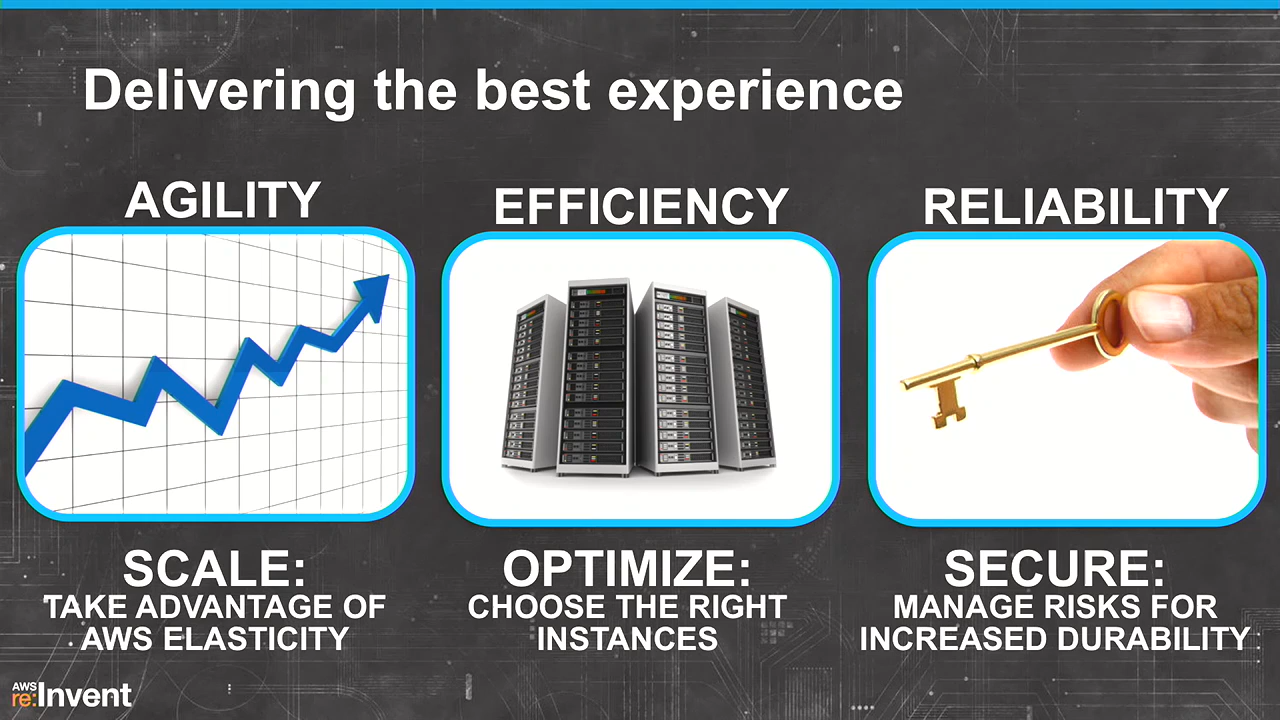 Delivering the best experience
AGILITY
EFFICIENCY
RELIABILITY
SCALE:
TAKE ADVANTAGE OF
AWS ELASTICITY
OPTIMIZE:
CHOOSE THE RIGHT
INSTANCES
SECURE:
MANAGE RISKS FOR
INCREASED DURABILITY
AWS
re:Invent